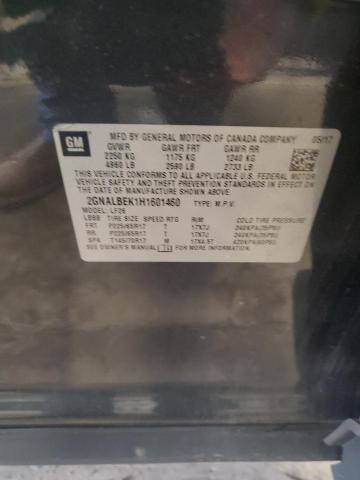 GM
MFD BY GENERAL MOTORS OF CANADA COMPANY 05/17
GVWR GAWR FRT GAWR RR
2250 KG 1175 KG 1240 KG
4960 LB 2590 LB 2733 LB
THIS VEHICLE CONFORMS TO ALL APPLICABLE U.S. FEDERAL MOTOR
VEHICLE SAFETY AND THEFT PREVENTION STANDARDS IN EFFECT ON THE
DATE OF MANUFACTURE SHOWN ABOVE.
2GNALBEK1H1601460 TYPE: M.P.V.
MODEL: LF26
TIRE SIZE SPEED RTG RIM COLD TIRE PRESSURE
FRT P225/65R17 T 17X7J 240KPA(35PSI)
RR P225/65R17 T 17X7J 240KPA(35PSI)
SPA T145/70R17 M 17X4.5T 420KPA(60PSI)
SEE OWNER'S MANUAL FOR ADDITIONAL INFORMATION.